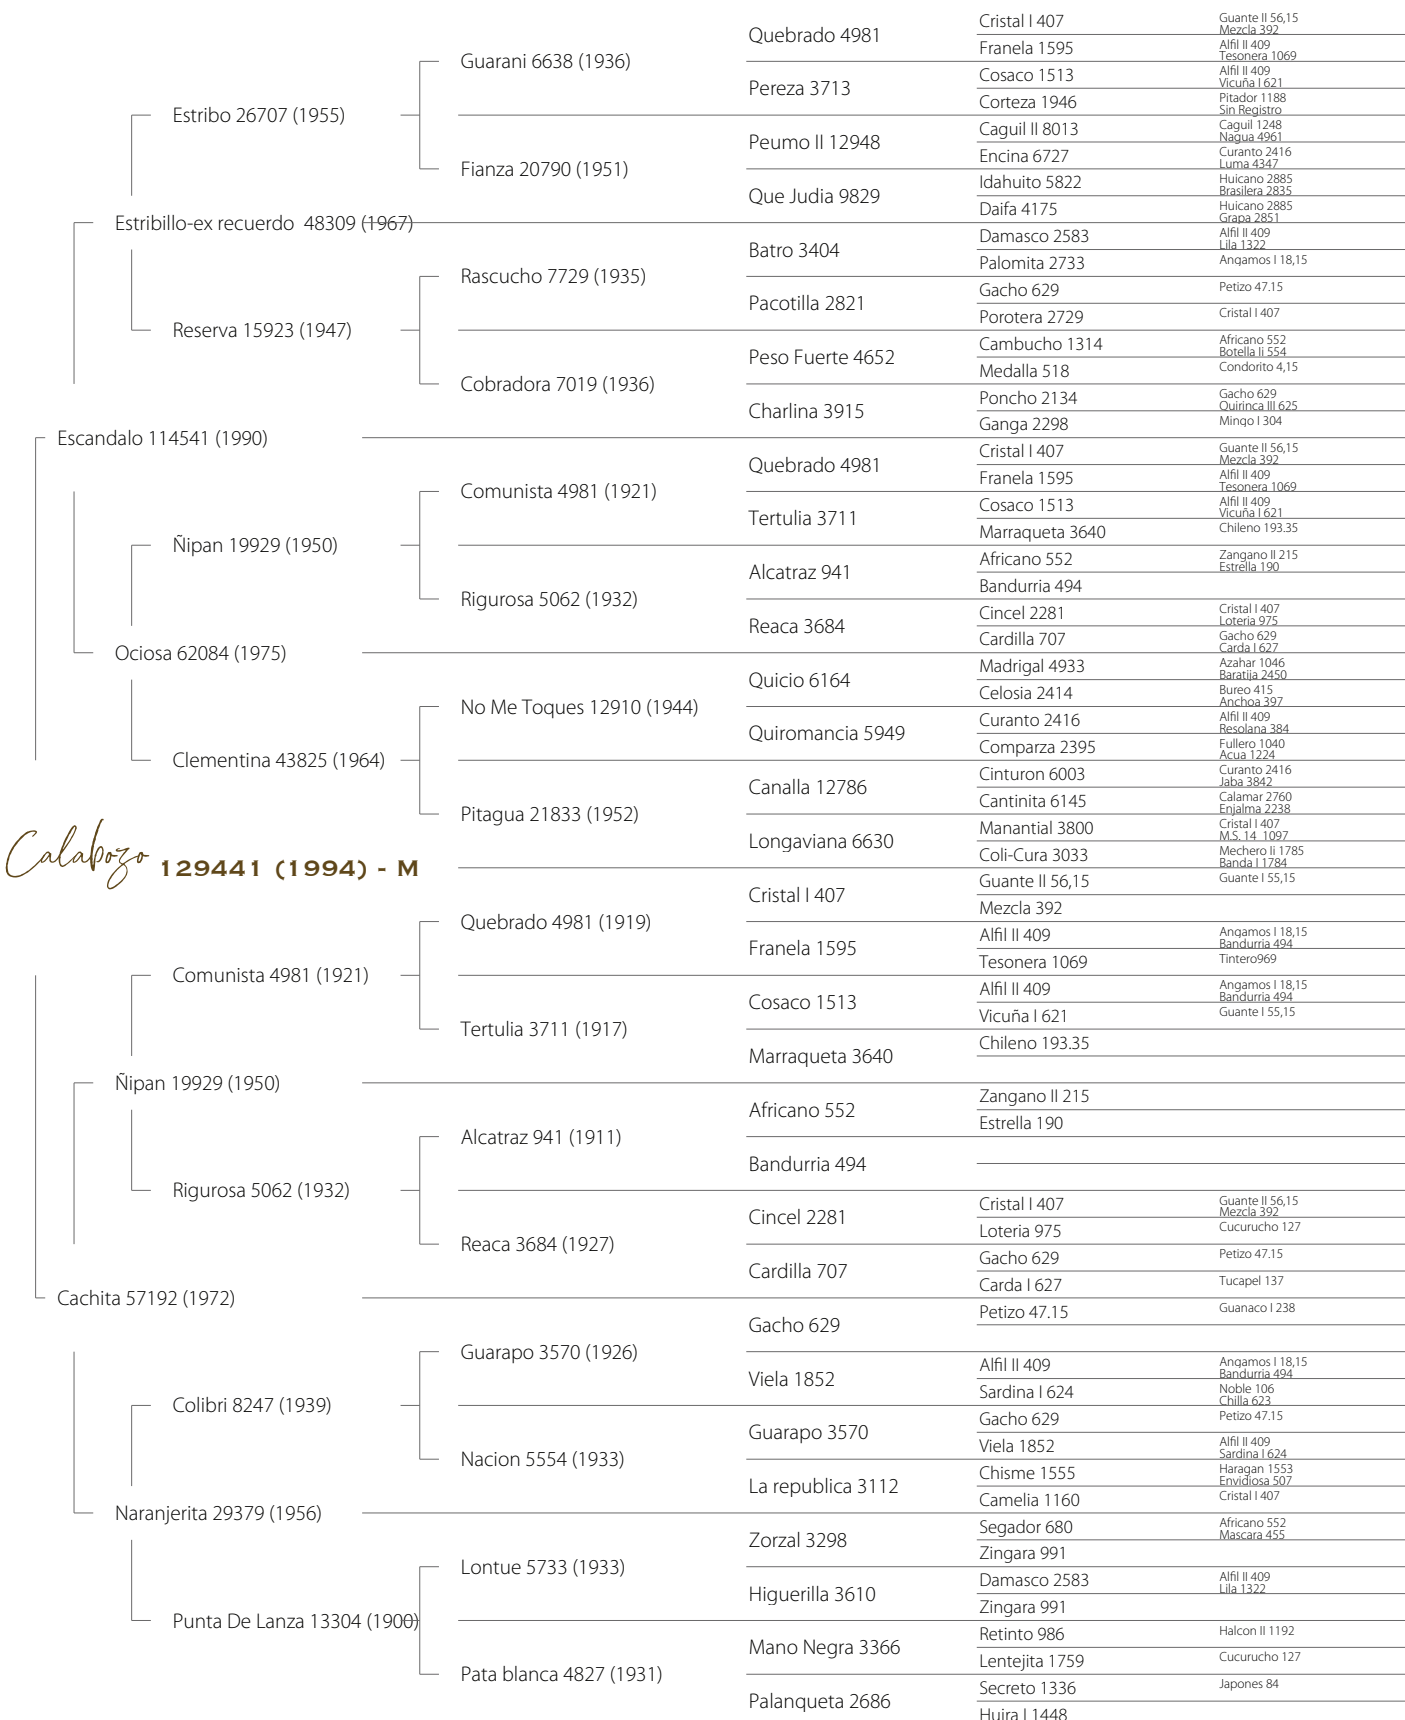 Cristal I 407
Guante II 56,15
Mezcla 392
Quebrado 4981
Franela 1595
Alfil II 409
Tesonera 1069
Guarani 6638 (1936)
Cosaco 1513
Alfil II 409
Vicuña I 621
Pereza 3713
Corteza 1946
Pitador 1188
Sin Registro
Estribo 26707 (1955)
Caguil II 8013
Caguil 1248
Nagua 4961
Peumo II 12948
Encina 6727
Curanto 2416
Luma 4347
Fianza 20790 (1951)
Idahuito 5822
Huicano 2885
Brasilera 2835
Que Judia 9829
Daifa 4175
Huicano 2885
Grapa 2851
Estribillo-ex recuerdo 48309 (1967)
Damasco 2583
Alfil II 409
Lila 1322
Batro 3404
Palomita 2733
Angamos I 18,15
Rascucho 7729 (1935)
Gacho 629
Petizo 47.15
Pacotilla 2821
Porotera 2729
Cristal I 407
Reserva 15923 (1947)
Cambucho 1314
Africano 552
Botella Ii 554
Peso Fuerte 4652
Medalla 518
Condorito 4,15
Cobradora 7019 (1936)
Poncho 2134
Gacho 629
Quirinca III 625
Charlina 3915
Ganga 2298
Mingo I 304
Escandalo 114541 (1990)
Cristal I 407
Guante II 56,15
Mezcla 392
Quebrado 4981
Franela 1595
Alfil II 409
Tesonera 1069
Comunista 4981 (1921)
Cosaco 1513
Alfil II 409
Vicuña I 621
Tertulia 3711
Marraqueta 3640
Chileno 193.35
Ñipan 19929 (1950)
Africano 552
Zangano II 215
Estrella 190
Alcatraz 941
Bandurria 494
Rigurosa 5062 (1932)
Cincel 2281
Cristal I 407
Loteria 975
Reaca 3684
Cardilla 707
Gacho 629
Carda I 627
Ociosa 62084 (1975)
Madrigal 4933
Azahar 1046
Baratija 2450
Quicio 6164
Celosia 2414
Bureo 415
Anchoa 397
No Me Toques 12910 (1944)
Curanto 2416
Alfil II 409
Resolana 384
Quiromancia 5949
Comparza 2395
Fullero 1040
Acua 1224
Clementina 43825 (1964)
Cinturon 6003
Curanto 2416
Jaba 3842
Canalla 12786
Cantinita 6145
Calamar 2760
Enjalma 2238
Pitagua 21833 (1952)
Manantial 3800
Cristal I 407
M.S. 14 1097
Longaviana 6630
Coli-Cura 3033
Mechero Ii 1785
Banda I 1784
Calabozo 129441 (1994) - M
Guante II 56,15
Guante I 55,15
Cristal I 407
Mezcla 392
Quebrado 4981 (1919)
Alfil II 409
Angamos I 18,15
Bandurria 494
Franela 1595
Tesonera 1069
Tintero969
Comunista 4981 (1921)
Alfil II 409
Angamos I 18,15
Bandurria 494
Cosaco 1513
Vicuña I 621
Guante I 55,15
Tertulia 3711 (1917)
Chileno 193.35
Marraqueta 3640
Ñipan 19929 (1950)
Zangano II 215
Africano 552
Estrella 190
Alcatraz 941 (1911)
Bandurria 494
Rigurosa 5062 (1932)
Cristal I 407
Guante II 56,15
Mezcla 392
Cincel 2281
Loteria 975
Cucurucho 127
Reaca 3684 (1927)
Gacho 629
Petizo 47.15
Cardilla 707
Carda I 627
Tucapel 137
Cachita 57192 (1972)
Petizo 47.15
Guanaco I 238
Gacho 629
Guarapo 3570 (1926)
Alfil II 409
Angamos I 18,15
Bandurria 494
Viela 1852
Sardina I 624
Noble 106
Chilla 623
Colibri 8247 (1939)
Gacho 629
Petizo 47.15
Guarapo 3570
Viela 1852
Alfil II 409
Sardina I 624
Nacion 5554 (1933)
Chisme 1555
Haragan 1553
Envidiosa 507
La republica 3112
Camelia 1160
Cristal I 407
Naranjerita 29379 (1956)
Segador 680
Africano 552
Mascara 455
Zorzal 3298
Zingara 991
Lontue 5733 (1933)
Damasco 2583
Alfil II 409
Lila 1322
Higuerilla 3610
Zingara 991
Punta De Lanza 13304 (1900)
Retinto 986
Halcon II 1192
Mano Negra 3366
Lentejita 1759
Cucurucho 127
Pata blanca 4827 (1931)
Secreto 1336
Japones 84
Palanqueta 2686
Huira I 1448